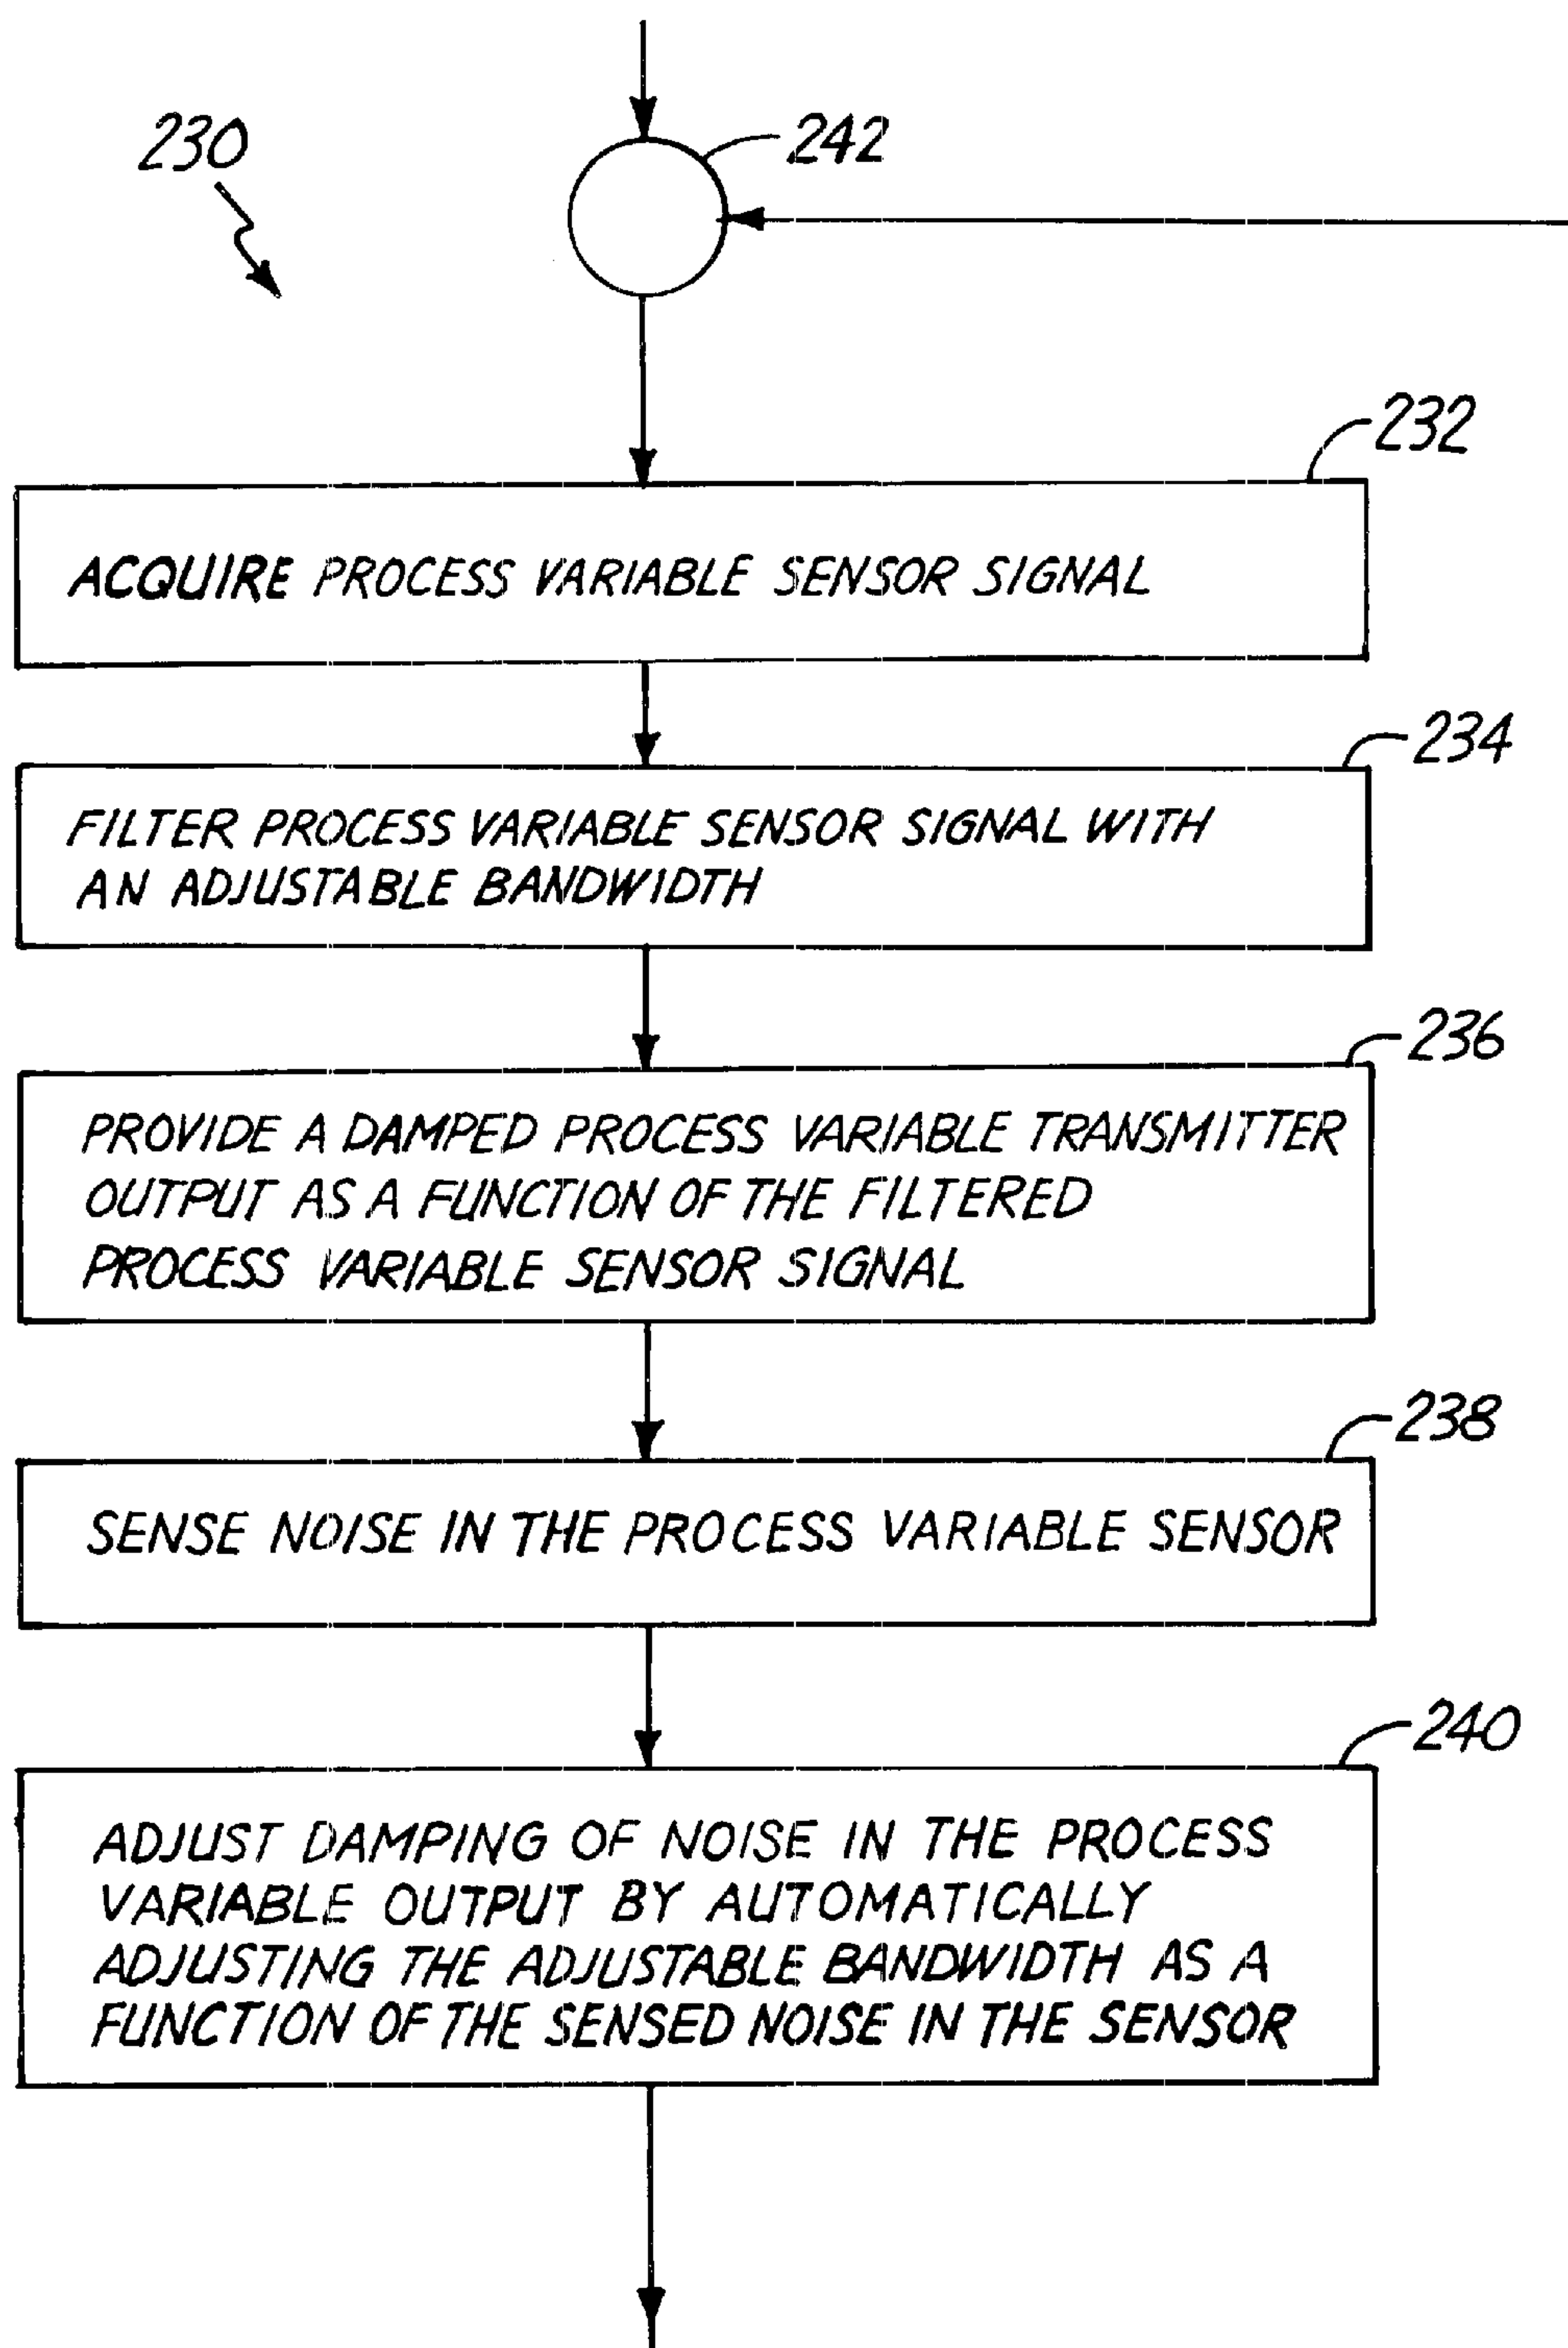 230
242
232
ACQUIRE PROCESS VARIABLE SENSOR SIGNAL
234
FILTER PROCESS VARIABLE SENSOR SIGNAL WITH
AN ADJUSTABLE BANDWIDTH
236
PROVIDE A DAMPED PROCESS VARIABLE TRANSMITTER
OUTPUT AS A FUNCTION OF THE FILTERED
PROCESS VARIABLE SENSOR SIGNAL
238
SENSE NOISE IN THE PROCESS VARIABLE SENSOR
240
ADJUST DAMPING OF NOISE IN THE PROCESS
VARIABLE OUTPUT BY AUTOMATICALLY
ADJUSTING THE ADJUSTABLE BANDWIDTH AS A
FUNCTION OF THE SENSED NOISE IN THE SENSOR